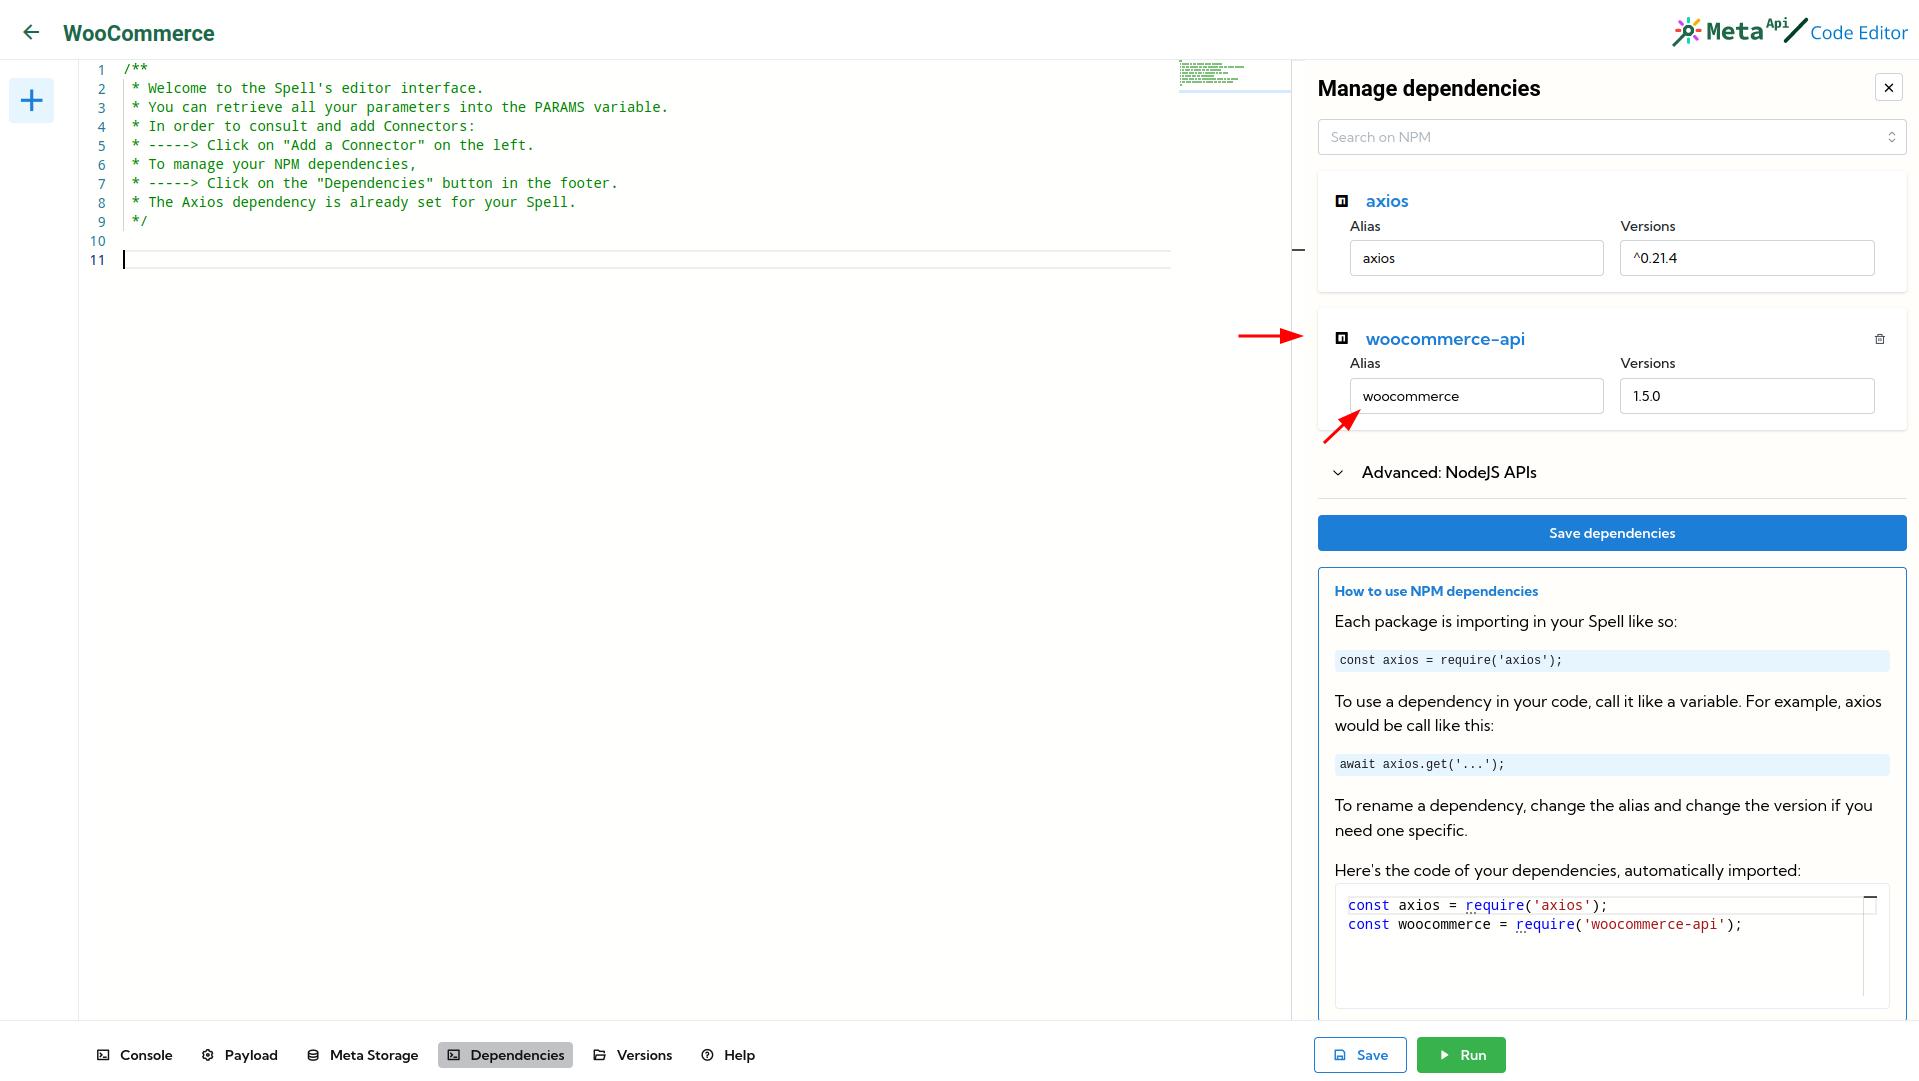 WooCommerce
Meta Api Code Editor
1 /**
2 * Welcome to the Spell's editor interface.
3 * You can retrieve all your parameters into the PARAMS variable.
4 * In order to consult and add Connectors:
5 * -----> Click on "Add a Connector" on the left.
6 * To manage your NPM dependencies,
7 * -----> Click on the "Dependencies" button in the footer.
8 * The Axios dependency is already set for your Spell.
9 */
10
11
Manage dependencies
Search on NPM
axios
Alias Versions
axios ^0.21.4
woocommerce-api
Alias Versions
woocommerce 1.5.0
Advanced: NodeJS APIs
Save dependencies
How to use NPM dependencies
Each package is importing in your Spell like so:
const axios = require('axios');
To use a dependency in your code, call it like a variable. For example, axios
would be call like this:
await axios.get('...');
To rename a dependency, change the alias and change the version if you
need one specific.
Here's the code of your dependencies, automatically imported:
const axios = require('axios');
const woocommerce = require('woocommerce-api');
Console Payload Meta Storage Dependencies Versions Help
Save Run